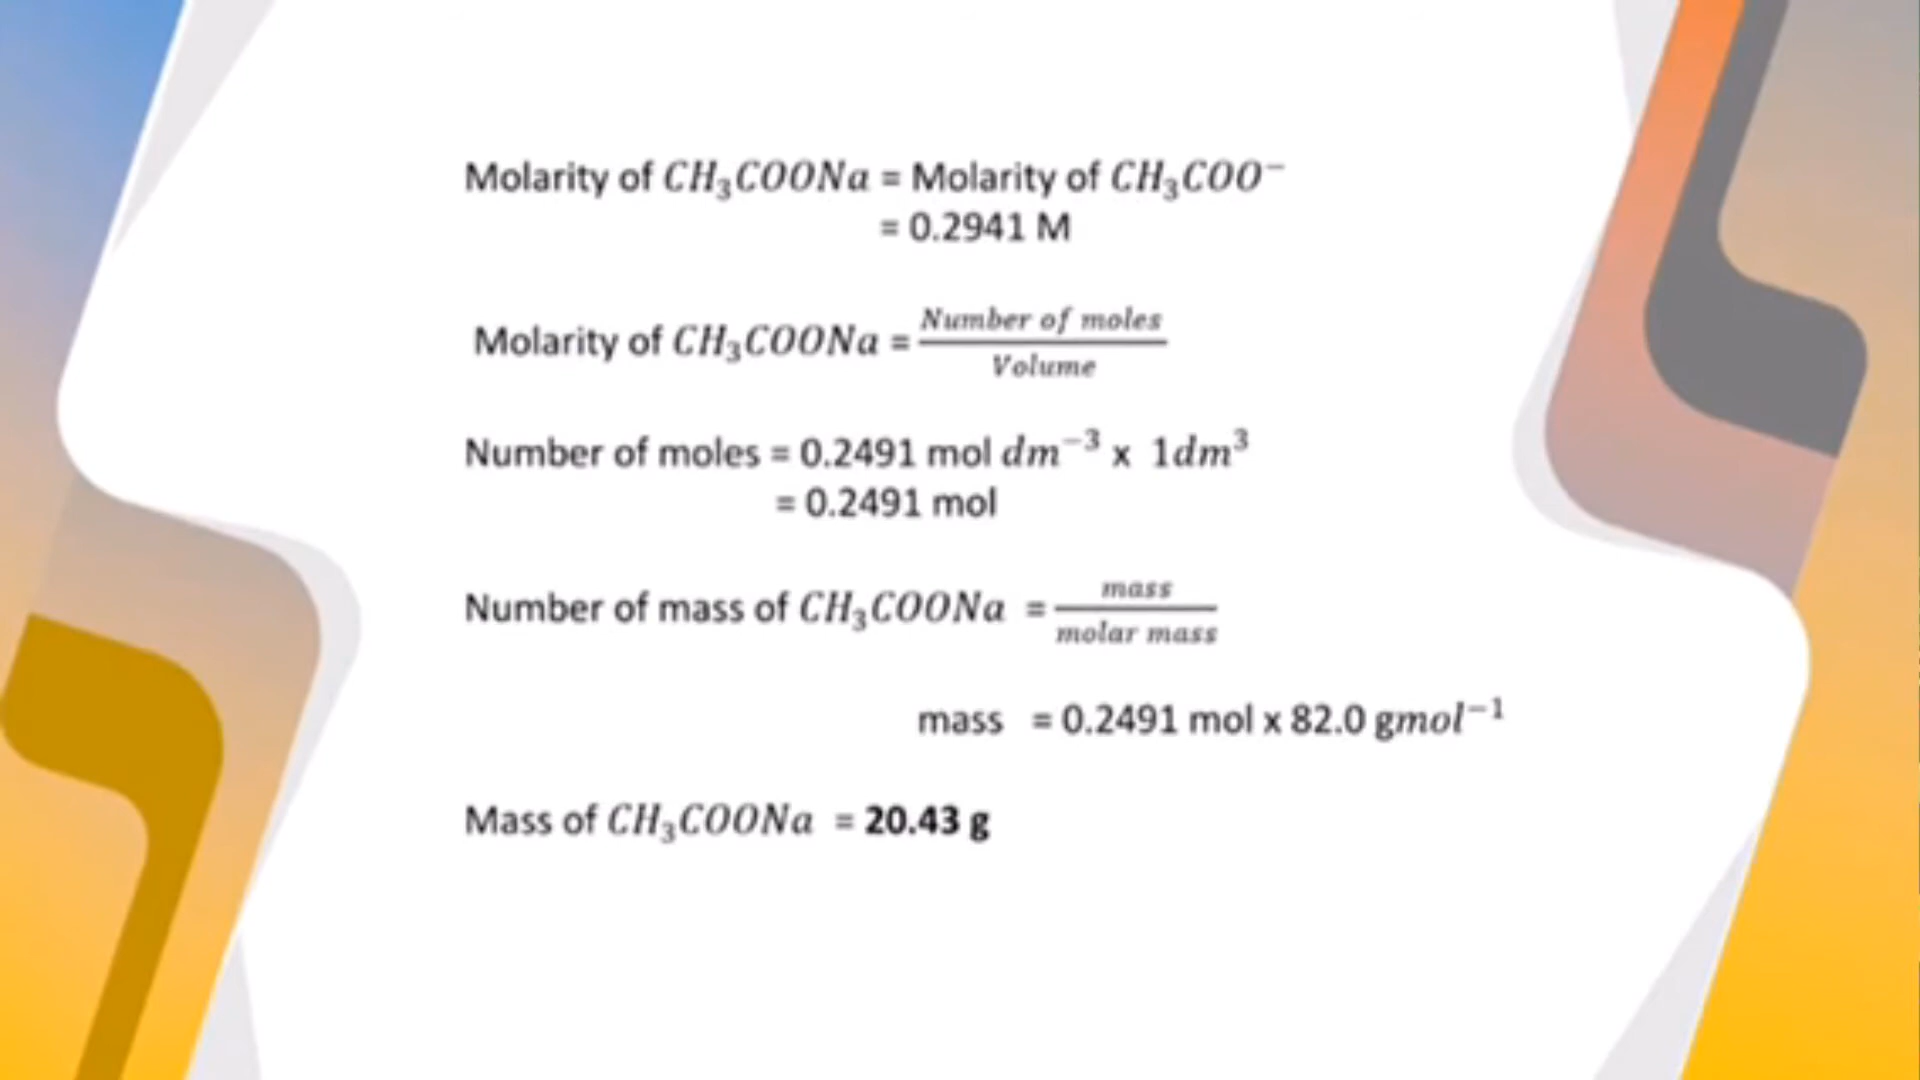 Molarity of CH₃COONa = Molarity of CH₃COO⁻
= 0.2941 M
Molarity of CH₃COONa = Number of moles / Volume
Number of moles = 0.2491 mol dm⁻³ x 1dm³
= 0.2491 mol
Number of mass of CH₃COONa = mass / molar mass
mass = 0.2491 mol x 82.0 gmol⁻¹
Mass of CH₃COONa = 20.43 g